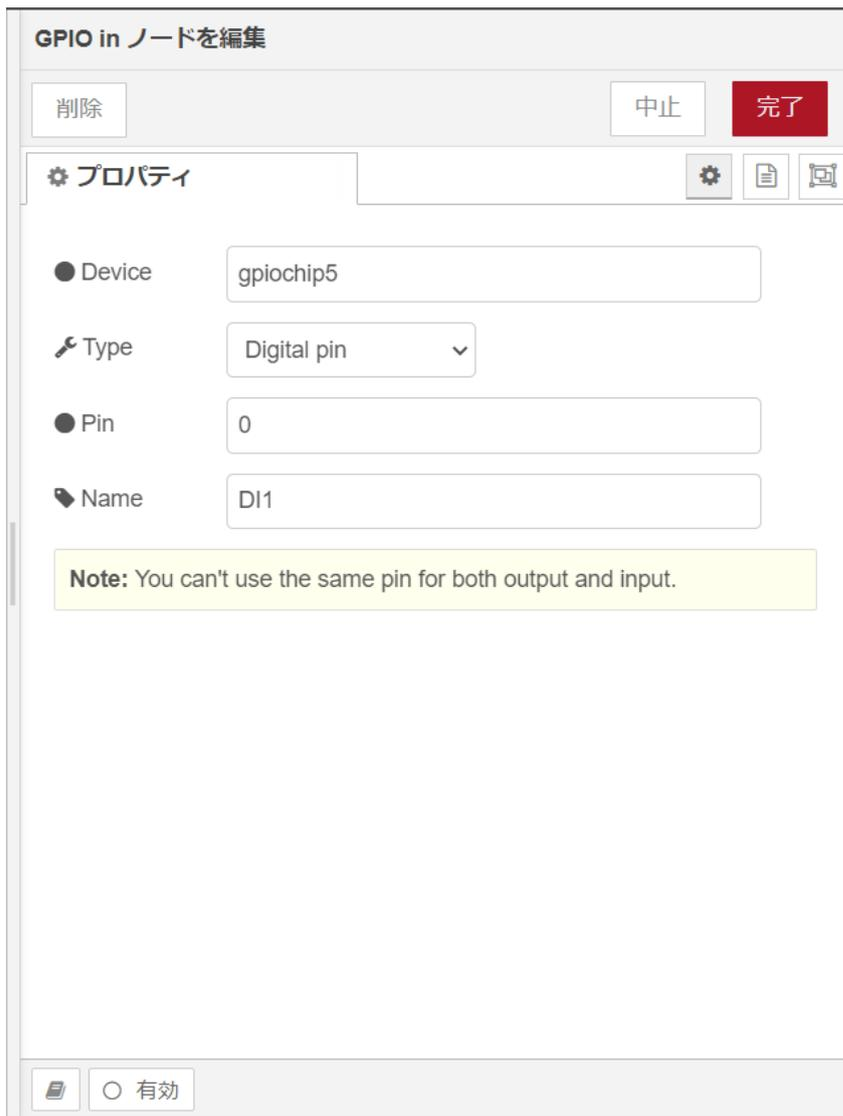 GPIO in ノードを編集
削除
中止
完了
プロパティ
Device
gpiochip5
Type
Digital pin
Pin
0
Name
DI1
Note: You can't use the same pin for both output and input.
有効